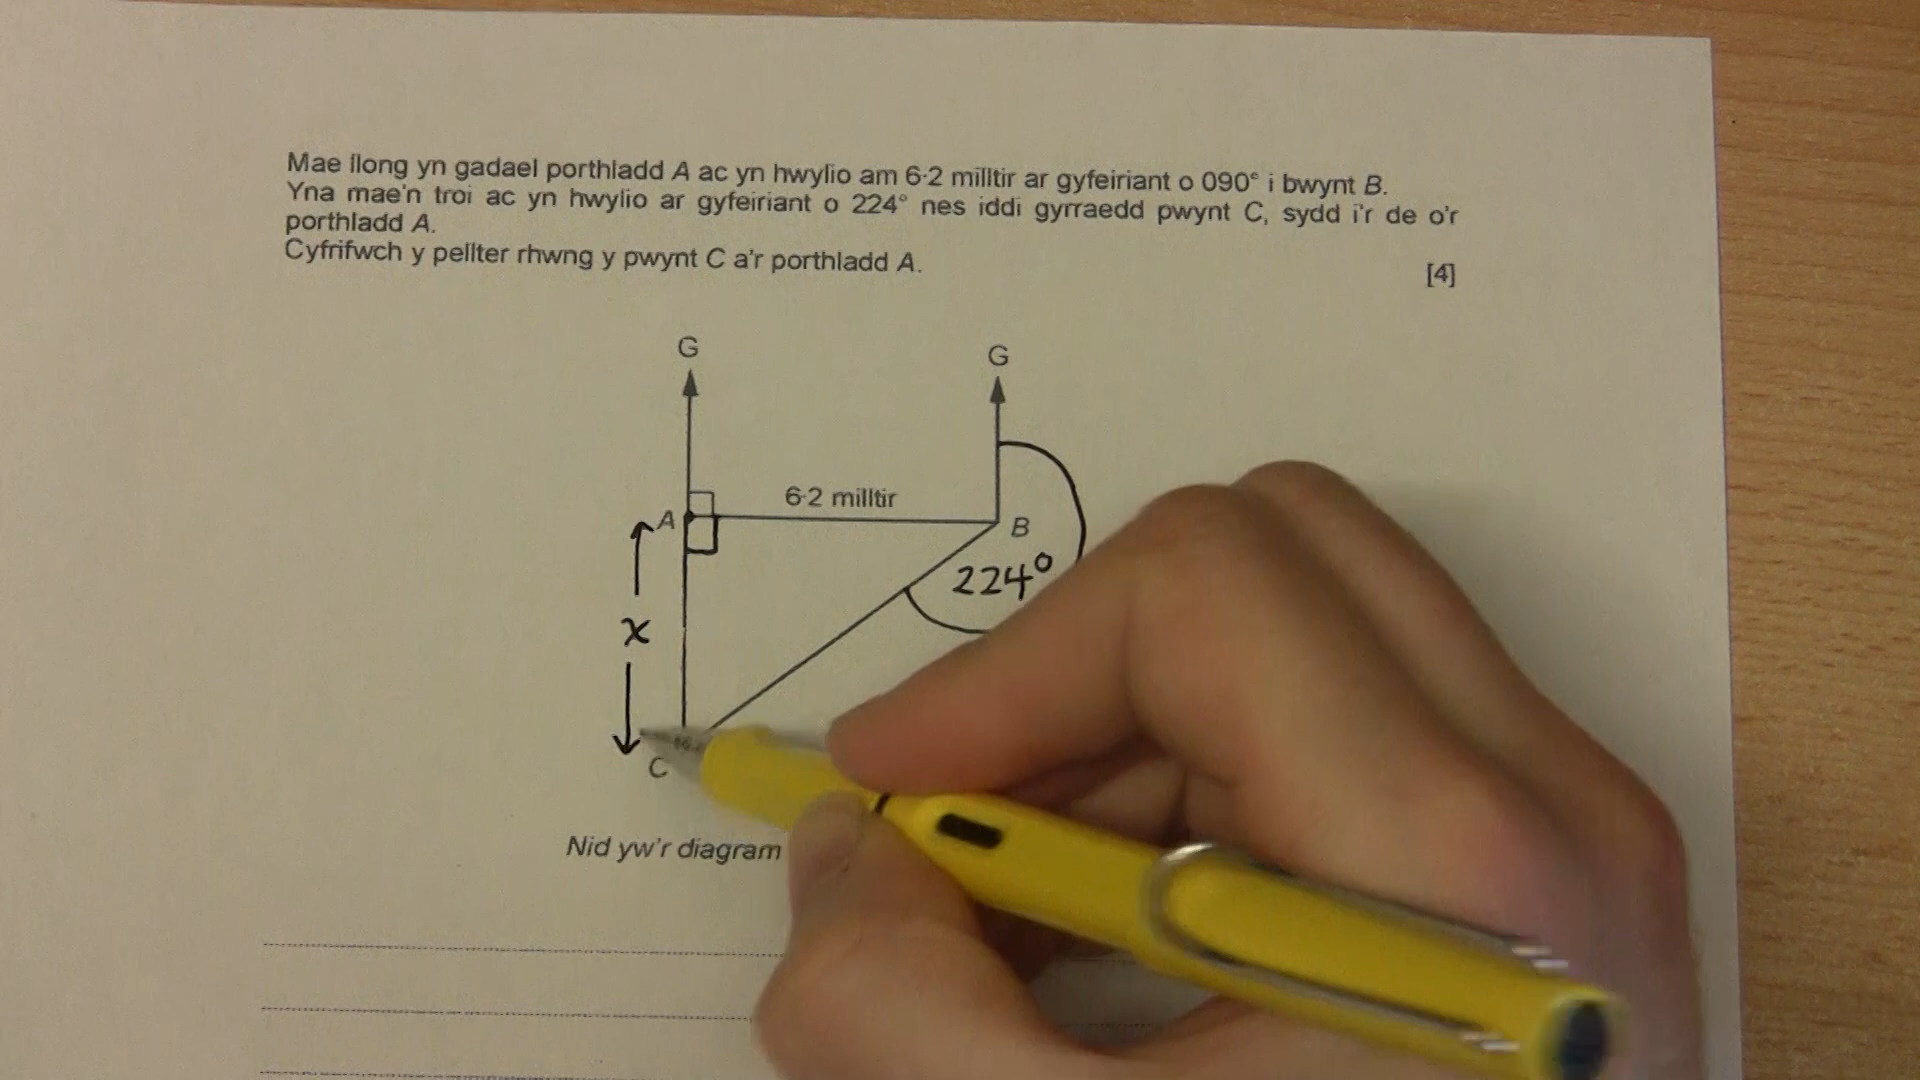 Mae llong yn gadael porthladd A ac yn hwylio am 6·2 milltir ar gyfeiriant o 090° i bwynt B.
Yna mae'n troi ac yn hwylio ar gyfeiriant o 224° nes iddi gyrraedd pwynt C, sydd i'r de o'r
porthladd A.
Cyfrifwch y pellter rhwng y pwynt C a'r porthladd A.
[4]
G
G
6·2 milltir
A
B
224°
x
C
Nid yw'r diagram